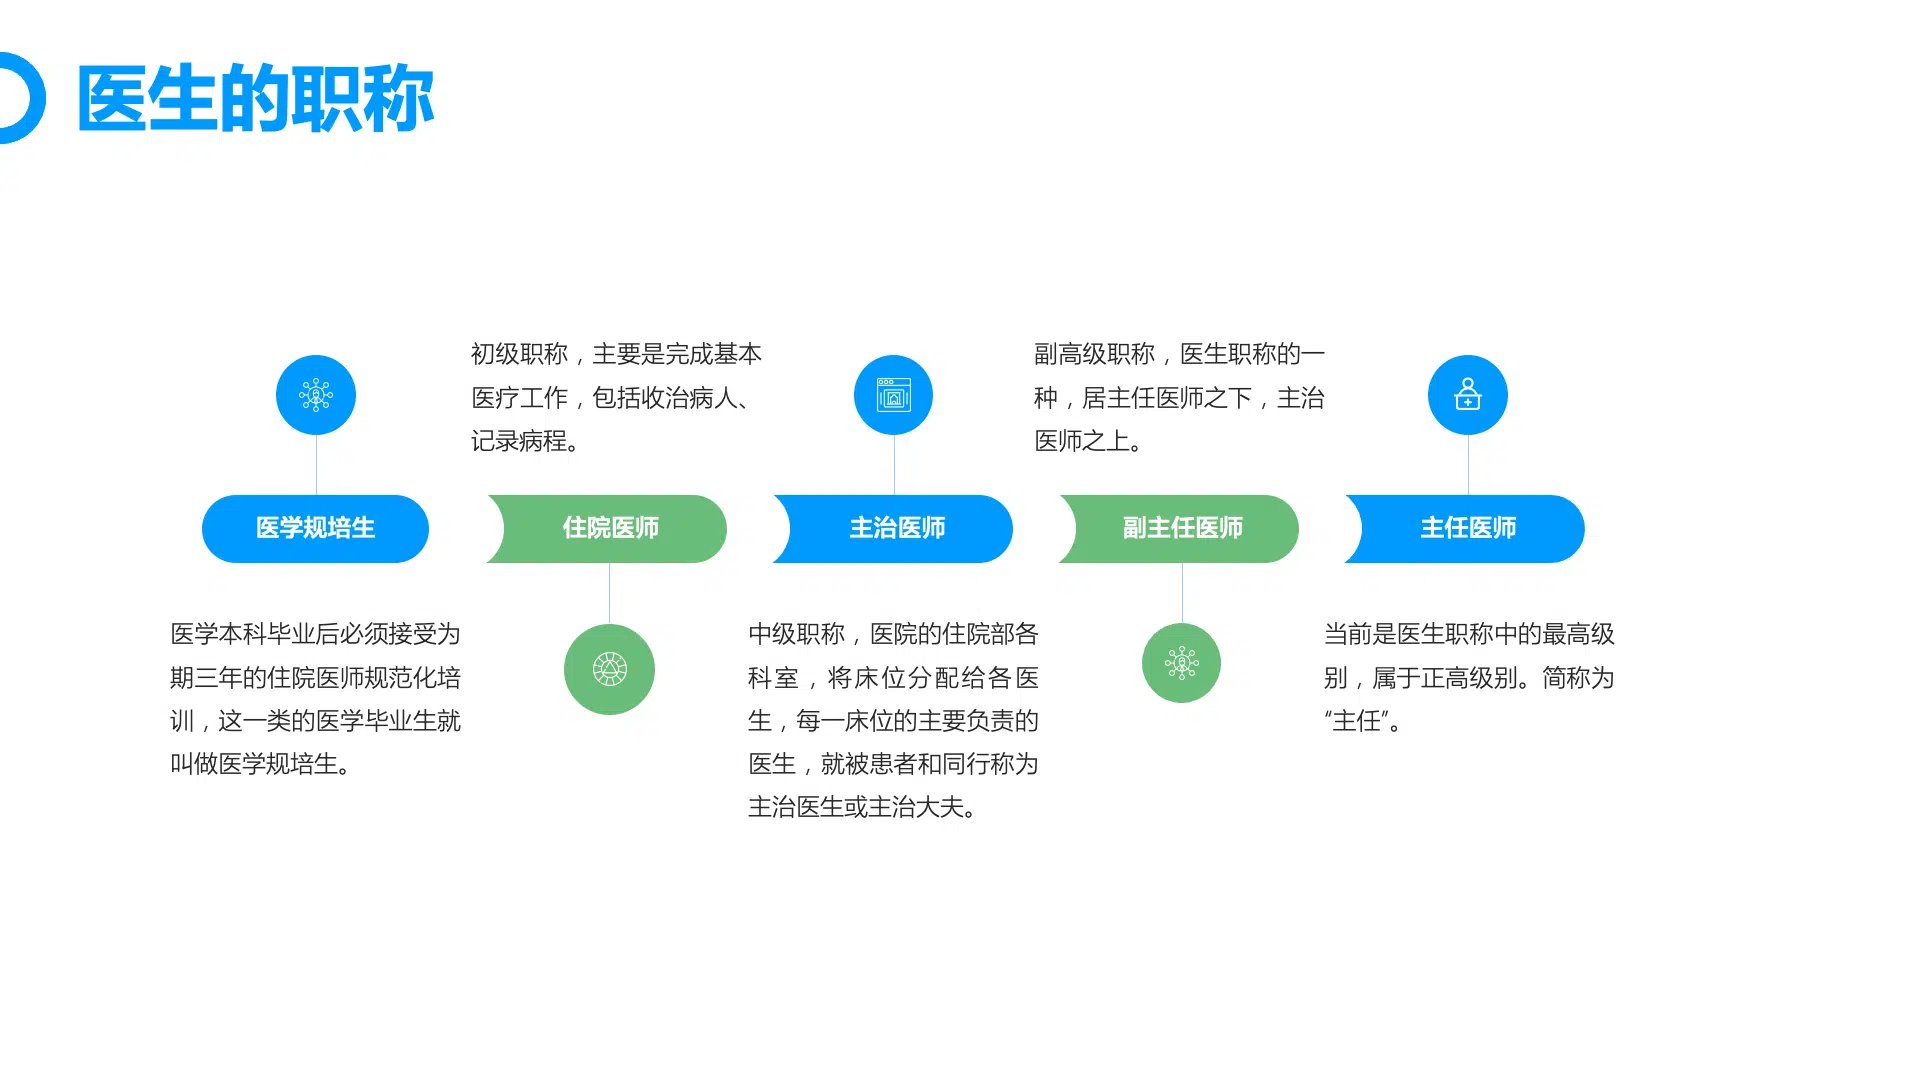 医生的职称
医学规培生
医学本科毕业后必须接受为
期三年的住院医师规范化培
训，这一类的医学毕业生就
叫做医学规培生。
初级职称，主要是完成基本
医疗工作，包括收治病人、
记录病程。
住院医师
主治医师
中级职称，医院的住院部各
科室，将床位分配给各医
生，每一床位的主要负责的
医生，就被患者和同行称为
主治医生或主治大夫。
副高级职称，医生职称的一
种，居主任医师之下，主治
医师之上。
副主任医师
主任医师
当前是医生职称中的最高级
别，属于正高级别。简称为
“主任”。